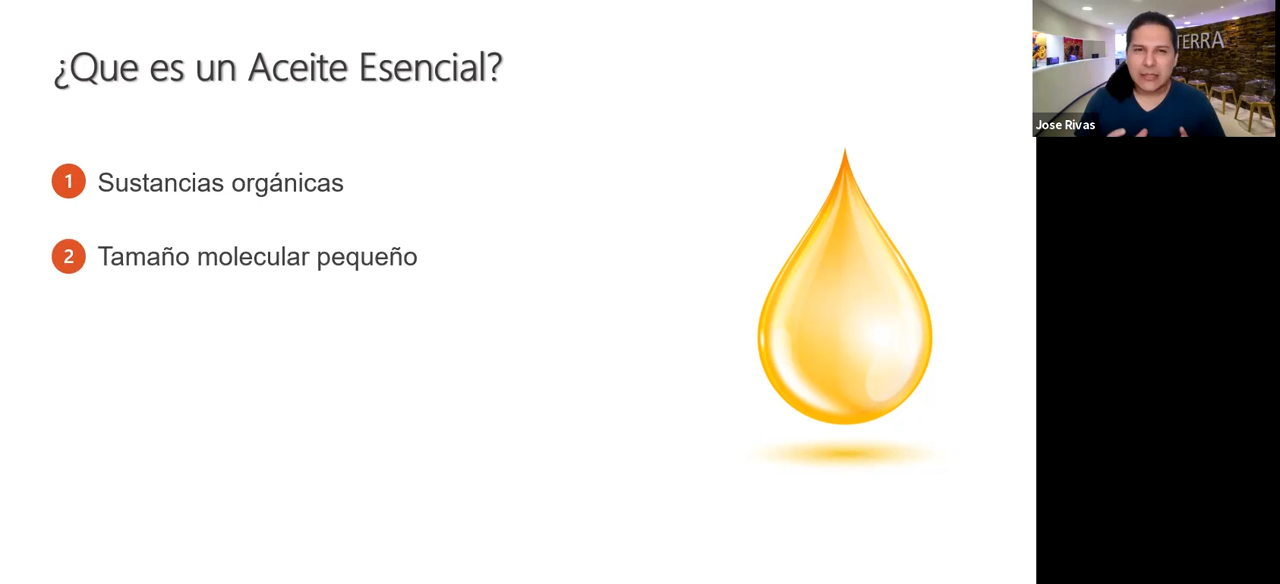 ¿Que es un Aceite Esencial?
1 Sustancias orgánicas
2 Tamaño molecular pequeño
TERRA
Jose Rivas